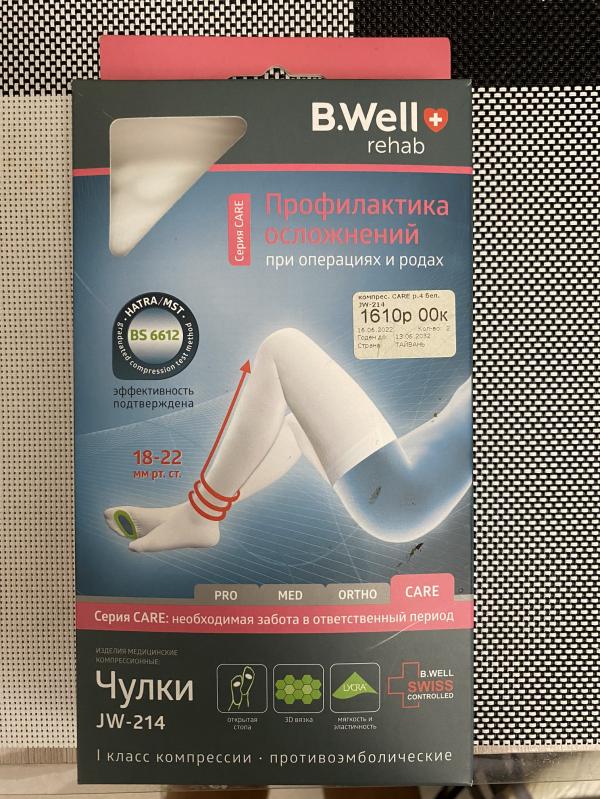 B.Well
rehab
Серия CARE
Профилактика
осложнений
при операциях и родах
компрес. CARE р.4 бел.
JW-214
1610р 00к
16.06.2022 Кол-во: 2
Годен до: 13.06.2032
Страна: ТАЙВАНЬ
HATRA/MST
graduated compression test method
BS 6612
эффективность
подтверждена
18-22
мм рт. ст.
PRO MED ORTHO CARE
Серия CARE: необходимая забота в ответственный период
ИЗДЕЛИЯ МЕДИЦИНСКИЕ
КОМПРЕССИОННЫЕ:
Чулки
JW-214
открытая
стопа
3D вязка
LYCRA
мягкость и
эластичность
B.WELL
SWISS
CONTROLLED
I класс компрессии · противоэмболические